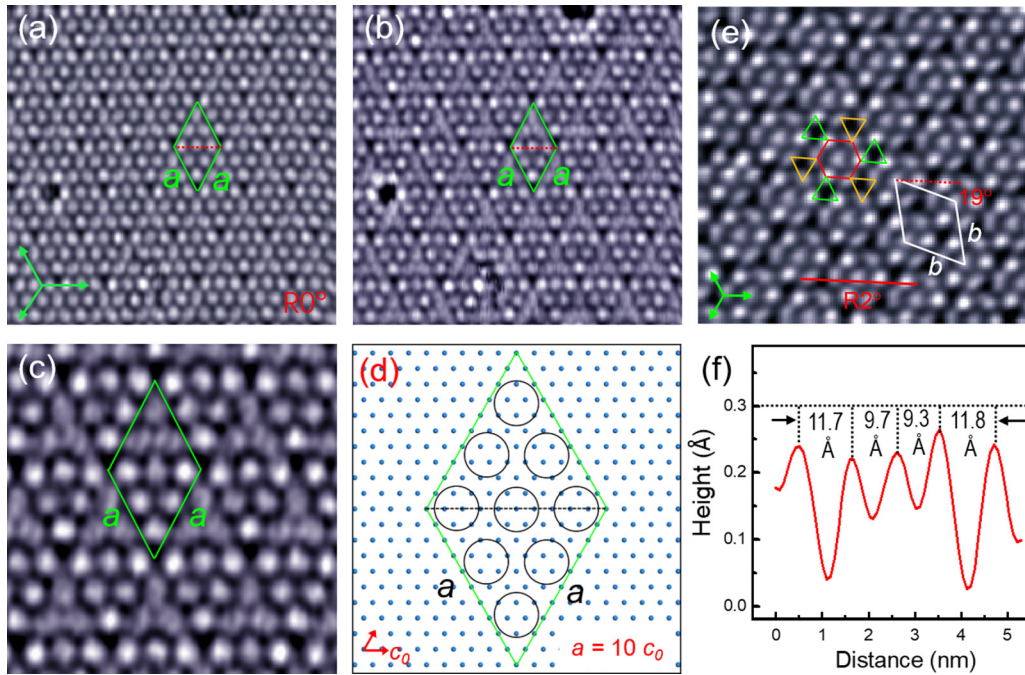 (a)
a
a
R0°
(b)
a
a
(e)
19°
b
b
R2°
(c)
a
a
(d)
a
a
c0
a = 10 c0
(f)
Height (Å)
0.3
0.2
0.1
0.0
11.7
Å
9.7
Å
9.3
Å
11.8
Å
0 1 2 3 4 5
Distance (nm)